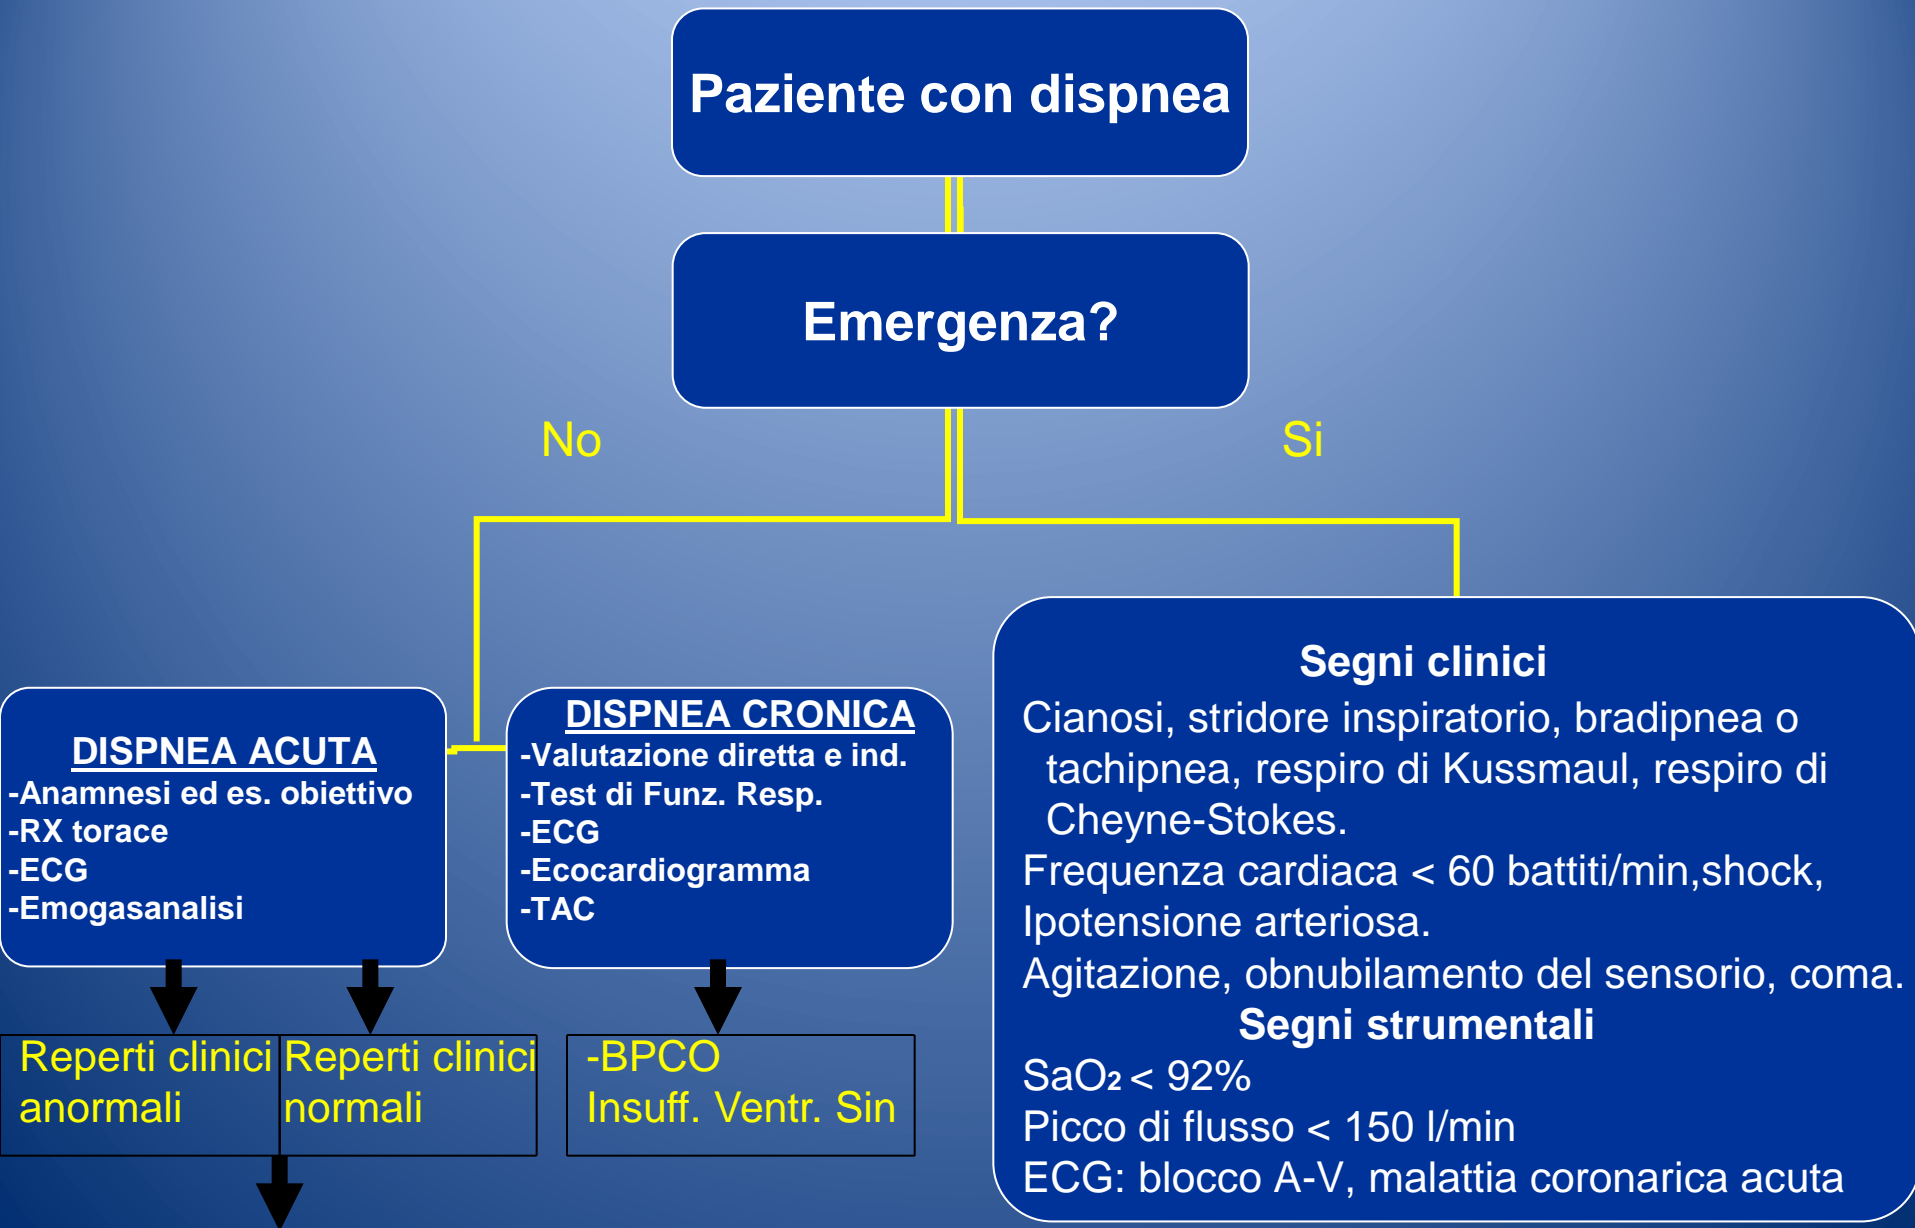 Paziente con dispnea
Emergenza?
No
Si
DISPNEA ACUTA
-Anamnesi ed es. obiettivo
-RX torace
-ECG
-Emogasanalisi
DISPNEA CRONICA
-Valutazione diretta e ind.
-Test di Funz. Resp.
-ECG
-Ecocardiogramma
-TAC
Segni clinici
Cianosi, stridore inspiratorio, bradipnea o
tachipnea, respiro di Kussmaul, respiro di
Cheyne-Stokes.
Frequenza cardiaca < 60 battiti/min,shock,
Ipotensione arteriosa.
Agitazione, obnubilamento del sensorio, coma.
Segni strumentali
SaO2 < 92%
Picco di flusso < 150 l/min
ECG: blocco A-V, malattia coronarica acuta
Reperti clinici
anormali
Reperti clinici
normali
-BPCO
Insuff. Ventr. Sin